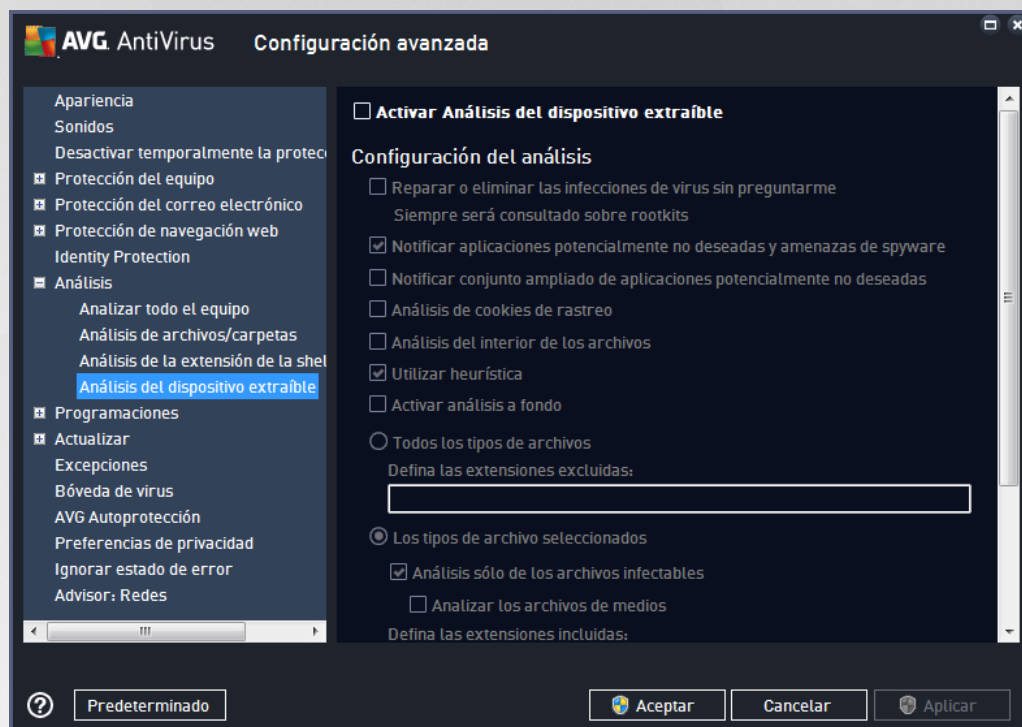 AVG. AntiVirus
Configuración avanzada
Apariencia
Sonidos
Desactivar temporalmente la protec
Protección del equipo
Protección del correo electrónico
Protección de navegación web
Identity Protection
Análisis
Analizar todo el equipo
Análisis de archivos/carpetas
Análisis de la extensión de la shel
Análisis del dispositivo extraíble
Programaciones
Actualizar
Excepciones
Bóveda de virus
AVG Autoprotección
Preferencias de privacidad
Ignorar estado de error
Advisor: Redes
Activar Análisis del dispositivo extraíble
Configuración del análisis
Reparar o eliminar las infecciones de virus sin preguntarme
Siempre será consultado sobre rootkits
Notificar aplicaciones potencialmente no deseadas y amenazas de spyware
Notificar conjunto ampliado de aplicaciones potencialmente no deseadas
Análisis de cookies de rastreo
Análisis del interior de los archivos
Utilizar heurística
Activar análisis a fondo
Todos los tipos de archivos
Defina las extensiones excluidas:
Los tipos de archivo seleccionados
Análisis sólo de los archivos infectables
Analizar los archivos de medios
Defina las extensiones incluidas:
? Predeterminado
Aceptar
Cancelar
Aplicar